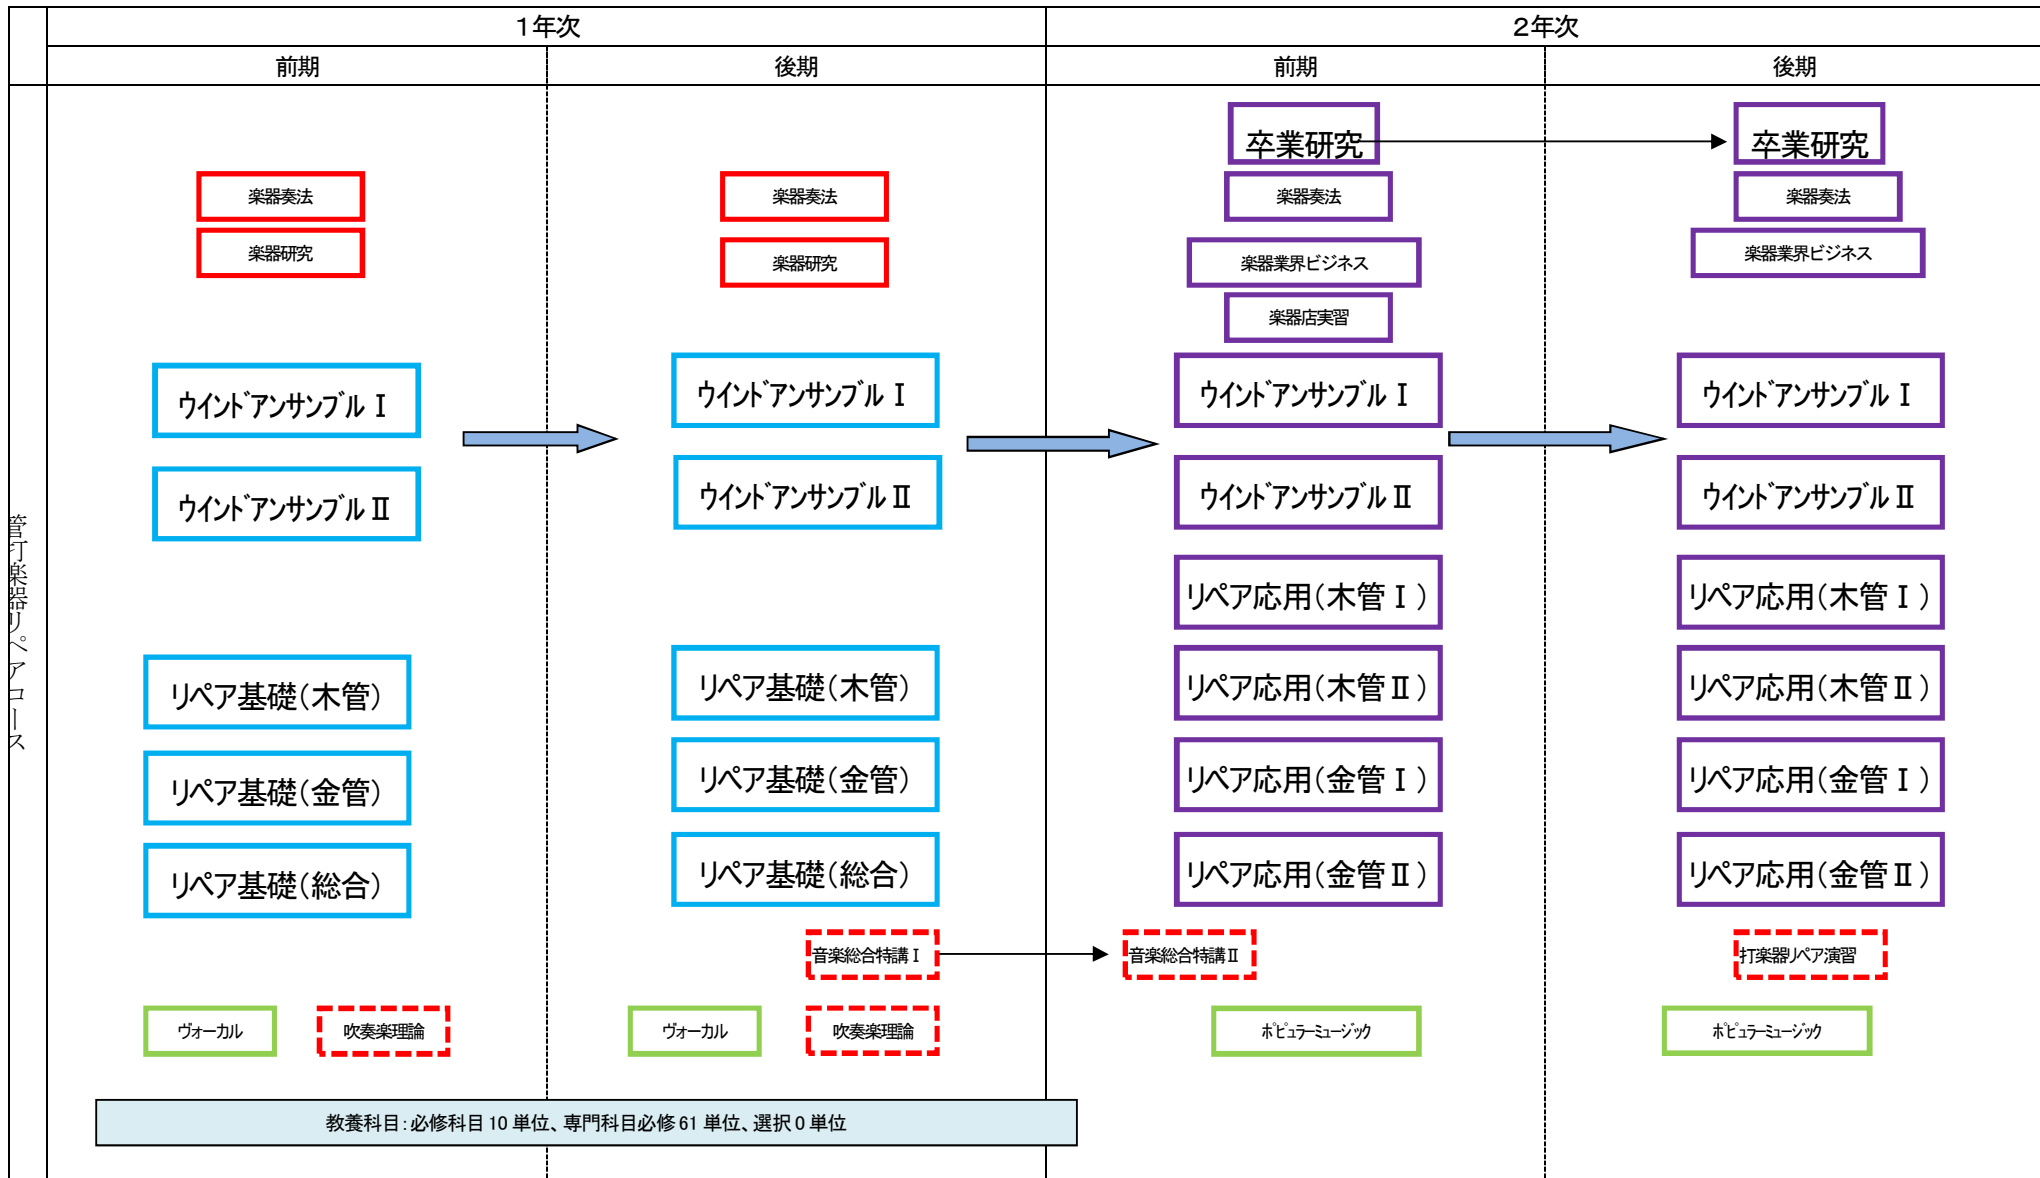 1年次
2年次
前期
後期
前期
後期
管打楽器リペアコース
卒業研究
卒業研究
楽器奏法
楽器奏法
楽器奏法
楽器奏法
楽器研究
楽器研究
楽器業界ビジネス
楽器業界ビジネス
楽器店実習
ウインドアンサンブルⅠ
ウインドアンサンブルⅠ
ウインドアンサンブルⅠ
ウインドアンサンブルⅠ
ウインドアンサンブルⅡ
ウインドアンサンブルⅡ
ウインドアンサンブルⅡ
ウインドアンサンブルⅡ
リペア応用(木管Ⅰ)
リペア応用(木管Ⅰ)
リペア基礎(木管)
リペア基礎(木管)
リペア応用(木管Ⅱ)
リペア応用(木管Ⅱ)
リペア基礎(金管)
リペア基礎(金管)
リペア応用(金管Ⅰ)
リペア応用(金管Ⅰ)
リペア基礎(総合)
リペア基礎(総合)
リペア応用(金管Ⅱ)
リペア応用(金管Ⅱ)
音楽総合特講Ⅰ
音楽総合特講Ⅱ
打楽器リペア演習
ヴォーカル
吹奏楽理論
ヴォーカル
吹奏楽理論
ポピュラーミュージック
ポピュラーミュージック
教養科目:必修科目10単位、専門科目必修61単位、選択0単位